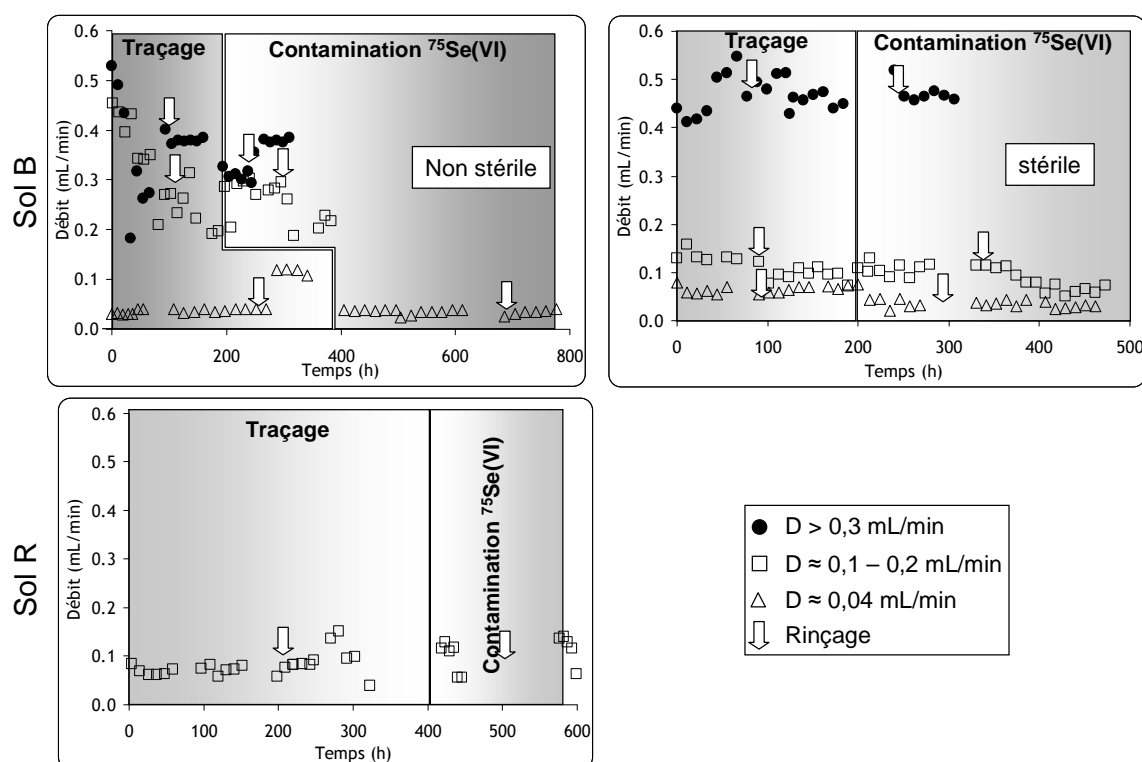 Sol B
Débit (mL/min)
0.6
0.5
0.4
0.3
0.2
0.1
0.0
Traçage
Contamination ⁷⁵Se(VI)
Non stérile
0
200
400
600
800
Temps (h)
Débit (mL/min)
0.6
0.5
0.4
0.3
0.2
0.1
0.0
Traçage
Contamination ⁷⁵Se(VI)
stérile
0
100
200
300
400
500
Temps (h)
Sol R
Débit (mL/min)
0.6
0.5
0.4
0.3
0.2
0.1
0.0
Traçage
Contamination ⁷⁵Se(VI)
0
100
200
300
400
500
600
Temps (h)
D > 0,3 mL/min
D ≈ 0,1 – 0,2 mL/min
D ≈ 0,04 mL/min
Rinçage